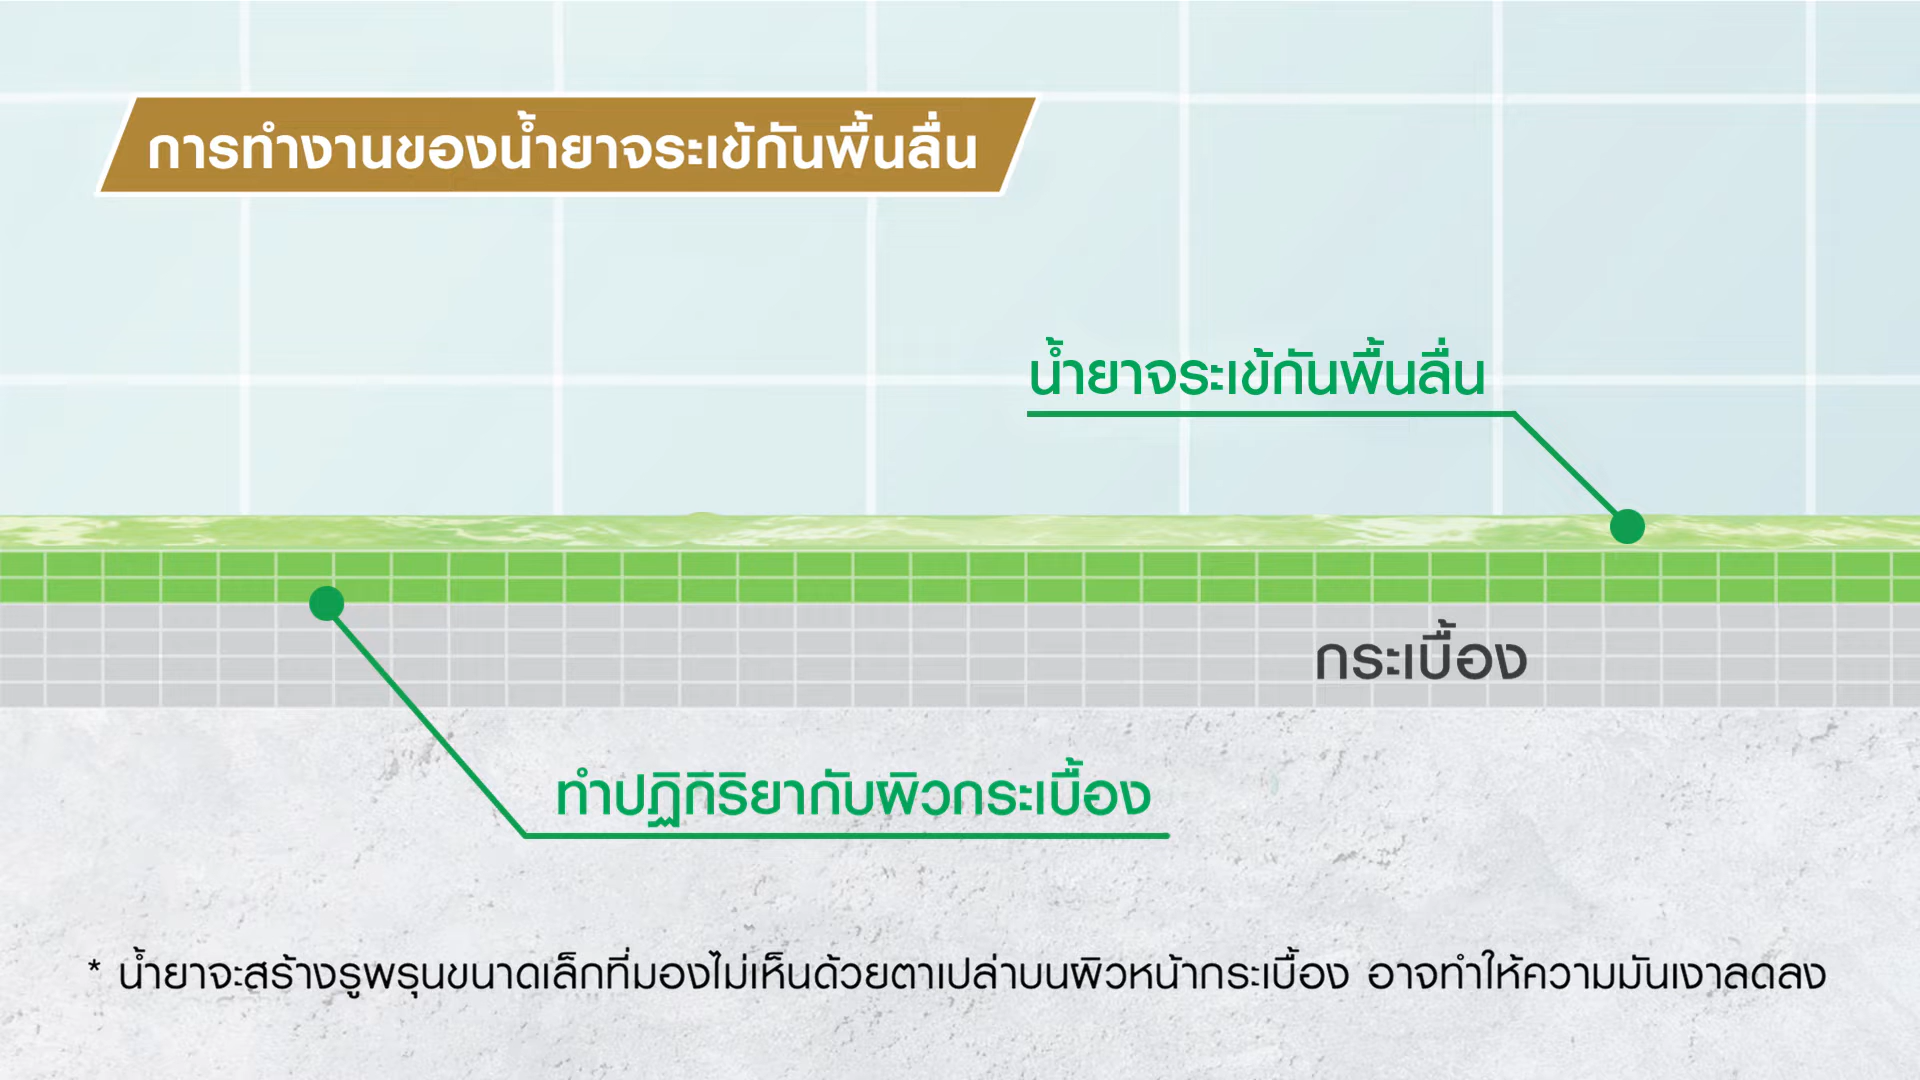 การทำงานของน้ำยาจระเข้กันพื้นลื่น
น้ำยาจระเข้กันพื้นลื่น
กระเบื้อง
ทำปฏิกิริยากับผิวกระเบื้อง
* น้ำยาจะสร้างรูพรุนขนาดเล็กที่มองไม่เห็นด้วยตาเปล่าบนผิวหน้ากระเบื้อง อาจทำให้ความมันเงาลดลง